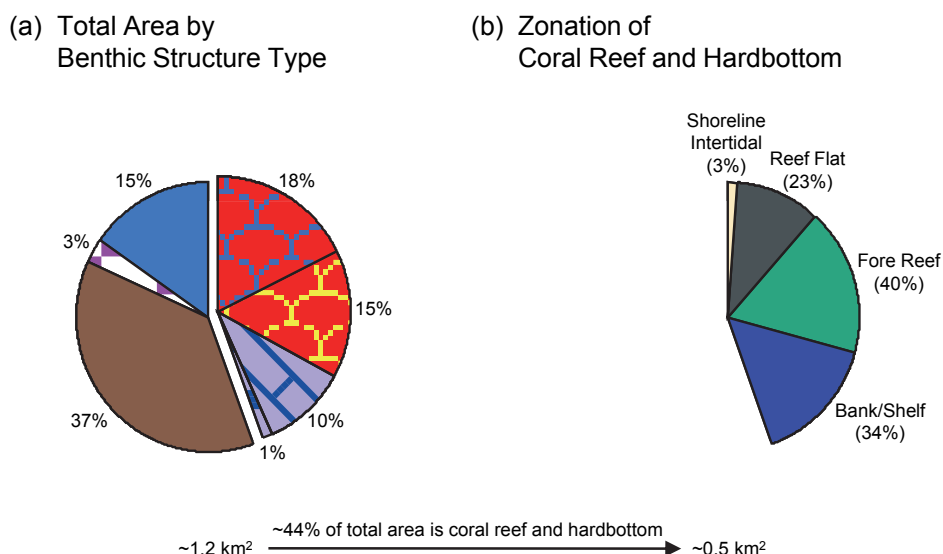 (a) Total Area by
Benthic Structure Type
(b) Zonation of
Coral Reef and Hardbottom
15%
18%
3%
15%
37%
10%
1%
Shoreline
Intertidal
(3%)
Reef Flat
(23%)
Fore Reef
(40%)
Bank/Shelf
(34%)
~1.2 km²
~44% of total area is coral reef and hardbottom
~0.5 km²